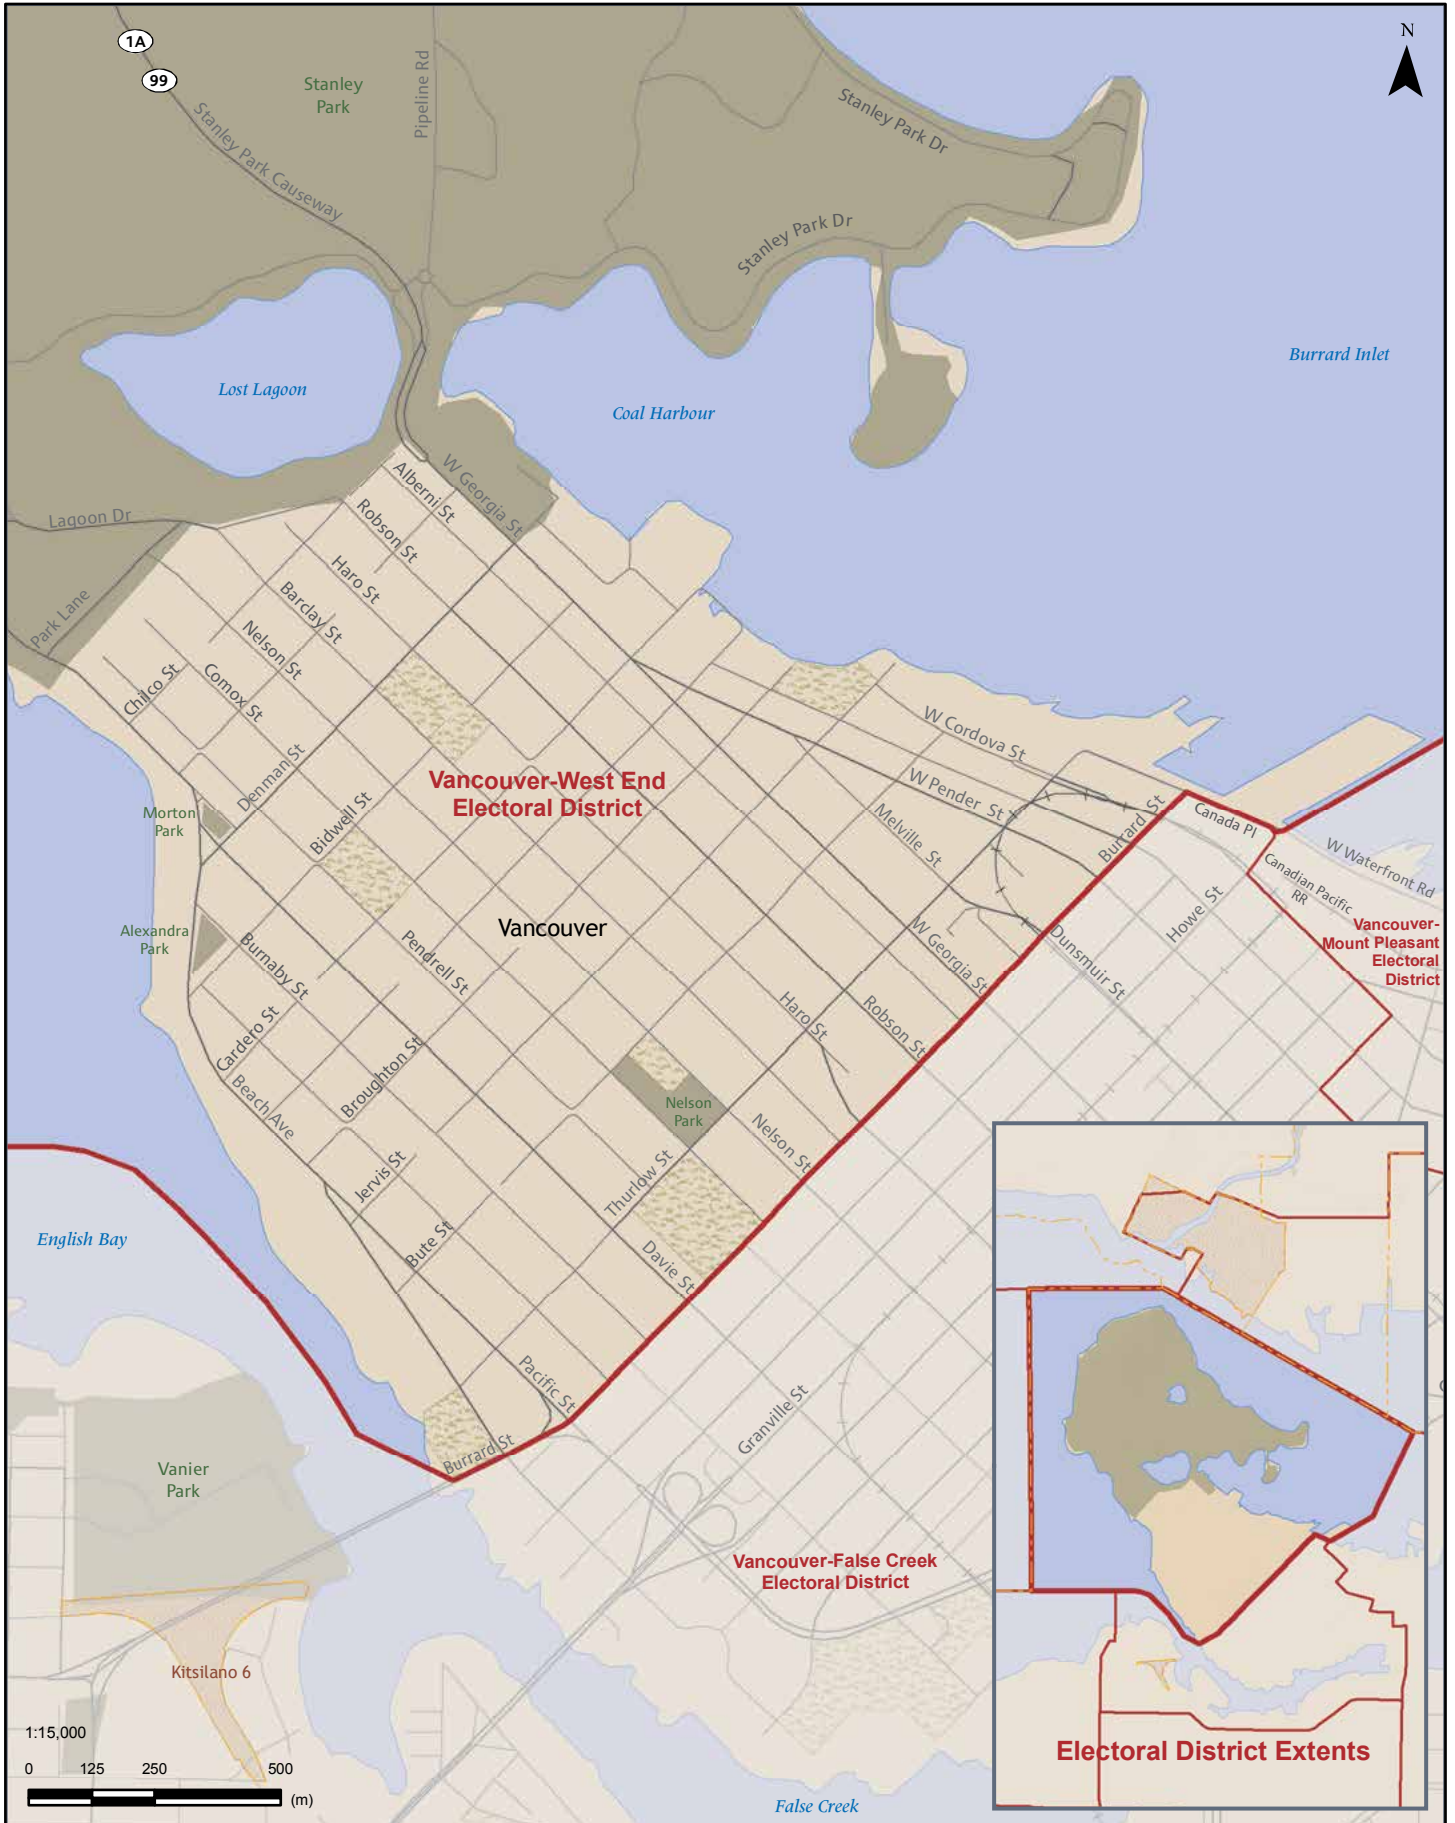 1A
99
N
Stanley
Park
Pipeline Rd
Stanley Park Causeway
Stanley Park Dr
Stanley Park Dr
Burrard Inlet
Lost Lagoon
Coal Harbour
Lagoon Dr
Park Lane
Alberni St
W Georgia St
Robson St
Haro St
Barclay St
Nelson St
Comox St
Chilco St
Denman St
Bidwell St
Morton
Park
Vancouver-West End
Electoral District
W Cordova St
W Pender St
Melville St
Burrard St
Canada Pl
W Waterfront Rd
Canadian Pacific
RR
Howe St
Vancouver-
Mount Pleasant
Electoral
District
Alexandra
Park
Vancouver
Burnaby St
Pendrell St
W Georgia St
Dunsmuir St
Cardero St
Broughton St
Haro St
Robson St
Beach Ave
Nelson
Park
Nelson St
Jervis St
Thurlow St
Bute St
Davie St
English Bay
Pacific St
Burrard St
Granville St
Vanier
Park
Vancouver-False Creek
Electoral District
Kitsilano 6
1:15,000
0 125 250 500
(m)
False Creek
Electoral District Extents